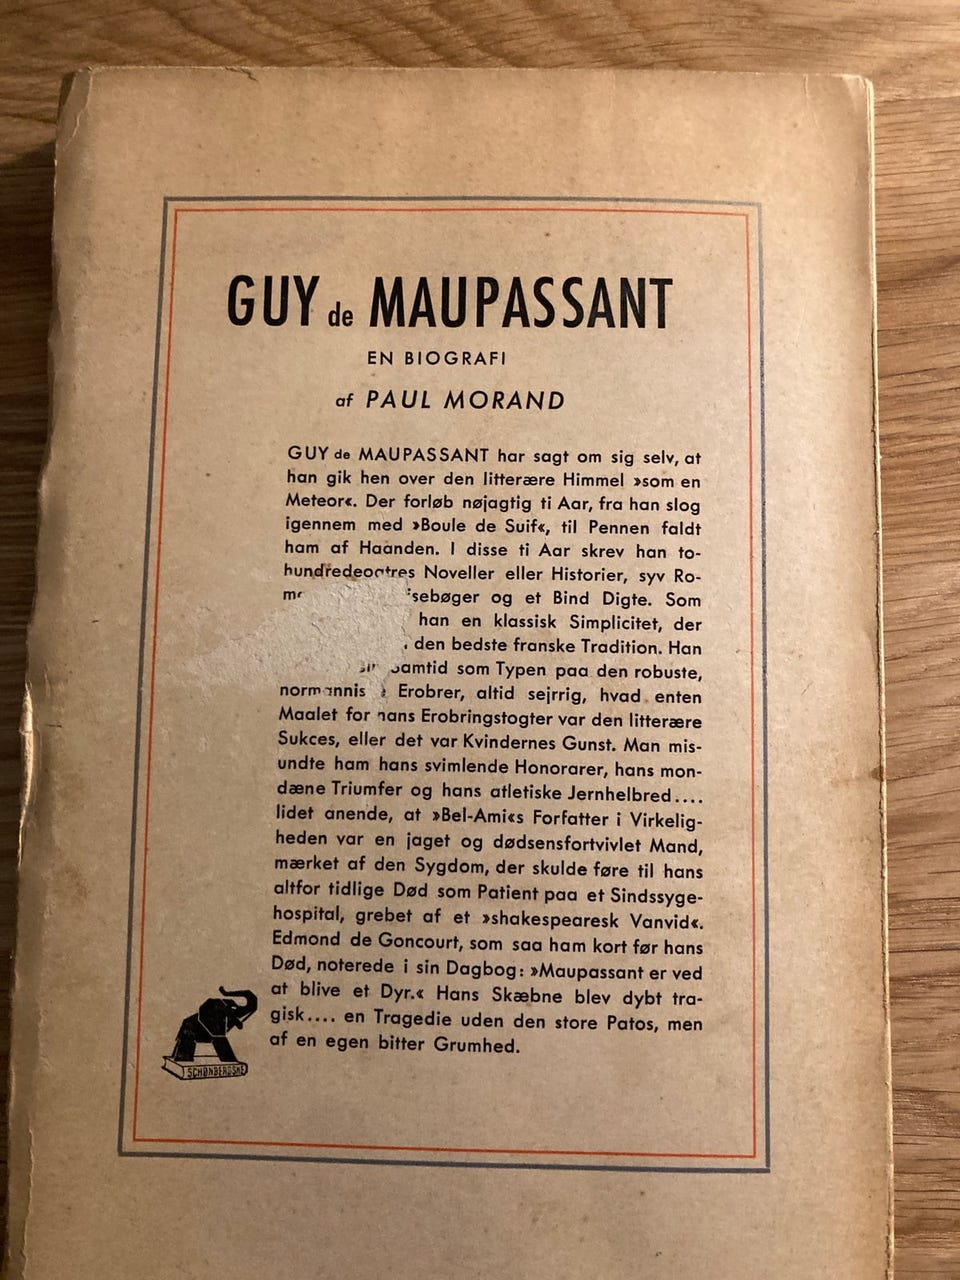 GUY de MAUPASSANT
EN BIOGRAFI
af PAUL MORAND
GUY de MAUPASSANT har sagt om sig selv, at
han gik hen over den litterære Himmel »som en
Meteor«. Der forløb nøjagtig ti Aar, fra han slog
igennem med »Boule de Suif«, til Pennen faldt
ham af Haanden. I disse ti Aar skrev han to-
hundredeogtres Noveller eller Historier, syv Ro-
sebøger og et Bind Digte. Som
han en klassisk Simplicitet, der
den bedste franske Tradition. Han
Samtid som Typen paa den robuste,
normannis Erobrer, altid sejrrig, hvad enten
Maalet for hans Erobringstogter var den litterære
Sukces, eller det var Kvindernes Gunst. Man mis-
undte ham hans svimlende Honorarer, hans mon-
dæne Triumfer og hans atletiske Jernhelbred....
lidet anende, at »Bel-Ami«s Forfatter i Virkelig-
heden var en jaget og dødsensfortvivlet Mand,
mærket af den Sygdom, der skulde føre til hans
altfor tidlige Død som Patient paa et Sindssyge-
hospital, grebet af et »shakespearesk Vanvid«.
Edmond de Goncourt, som saa ham kort før hans
Død, noterede i sin Dagbog: »Maupassant er ved
at blive et Dyr.« Hans Skæbne blev dybt tra-
gisk.... en Tragedie uden den store Patos, men
af en egen bitter Grumhed.
SCHØNBERGSKE